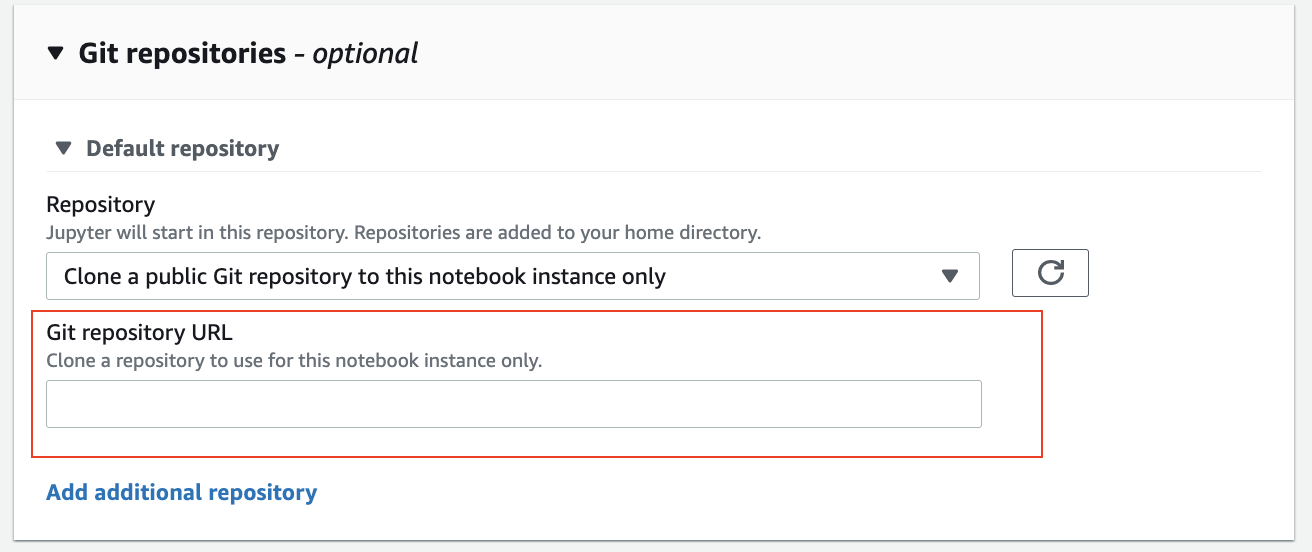 Git repositories - optional
Default repository
Repository
Jupyter will start in this repository. Repositories are added to your home directory.
Clone a public Git repository to this notebook instance only
Git repository URL
Clone a repository to use for this notebook instance only.
Add additional repository